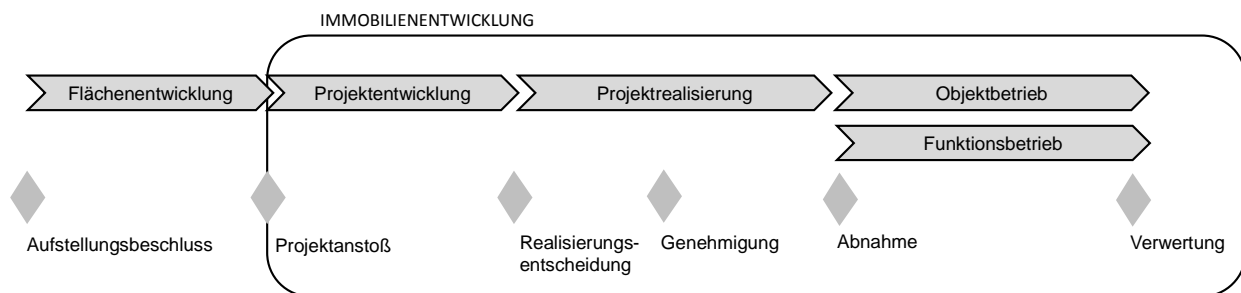 IMMOBILIENENTWICKLUNG
Flächenentwicklung
Projektentwicklung
Projektrealisierung
Objektbetrieb
Funktionsbetrieb
Aufstellungsbeschluss
Projektanstoß
Realisierungs-
entscheidung
Genehmigung
Abnahme
Verwertung